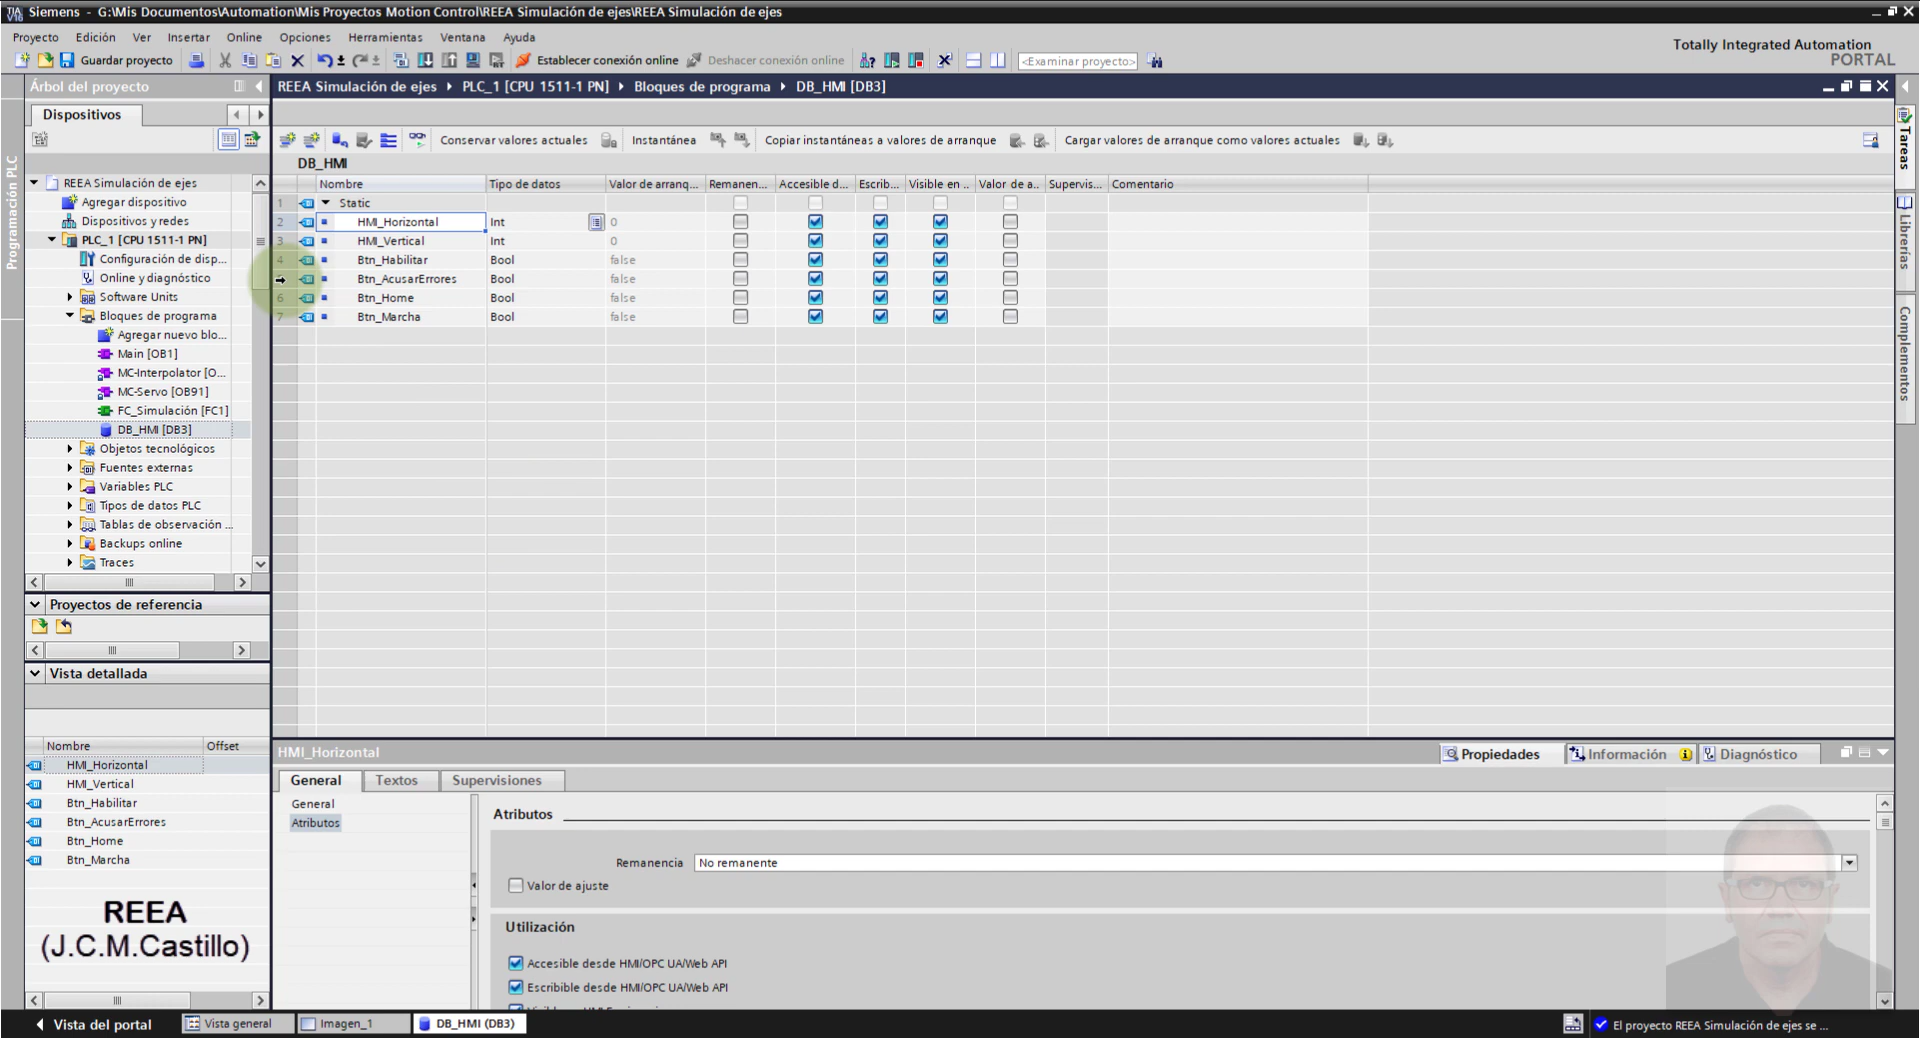 Siemens - G:\Mis Documentos\Automation\Mis Proyectos Motion Control\REEA Simulación de ejes\REEA Simulación de ejes
Proyecto Edición Ver Insertar Online Opciones Herramientas Ventana Ayuda
Totally Integrated Automation
PORTAL
Guardar proyecto
Establecer conexión online
Deshacer conexión online
<Examinar proyecto>
Árbol del proyecto
REEA Simulación de ejes PLC_1 [CPU 1511-1 PN] Bloques de programa DB_HMI [DB3]
Dispositivos
Programación PLC
REEA Simulación de ejes
Agregar dispositivo
Dispositivos y redes
PLC_1 [CPU 1511-1 PN]
Configuración de disp...
Online y diagnóstico
Software Units
Bloques de programa
Agregar nuevo blo...
Main [OB1]
MC-Interpolator [O...
MC-Servo [OB91]
FC_Simulación [FC1]
DB_HMI [DB3]
Objetos tecnológicos
Fuentes externas
Variables PLC
Tipos de datos PLC
Tablas de observación ...
Backups online
Traces
Proyectos de referencia
Vista detallada
Nombre Offset
HMI_Horizontal
HMI_Vertical
Btn_Habilitar
Btn_AcusarErrores
Btn_Home
Btn_Marcha
REEA
(J.C.M.Castillo)
Conservar valores actuales Instantánea Copiar instantáneas a valores de arranque Cargar valores de arranque como valores actuales
DB_HMI
Nombre Tipo de datos Valor de arranq... Remanen... Accesible d... Escrib... Visible en .. Valor de a.. Supervis... Comentario
1 Static
2 HMI_Horizontal Int 0
3 HMI_Vertical Int 0
4 Btn_Habilitar Bool false
Btn_AcusarErrores Bool false
6 Btn_Home Bool false
7 Btn_Marcha Bool false
Tareas
Librerías
Complementos
HMI_Horizontal
Propiedades Información Diagnóstico
General Textos Supervisiones
General
Atributos
Atributos
Remanencia No remanente
Valor de ajuste
Utilización
Accesible desde HMI/OPC UA/Web API
Escribible desde HMI/OPC UA/Web API
Vista del portal Vista general Imagen_1 DB_HMI (DB3)
El proyecto REEA Simulación de ejes se ...